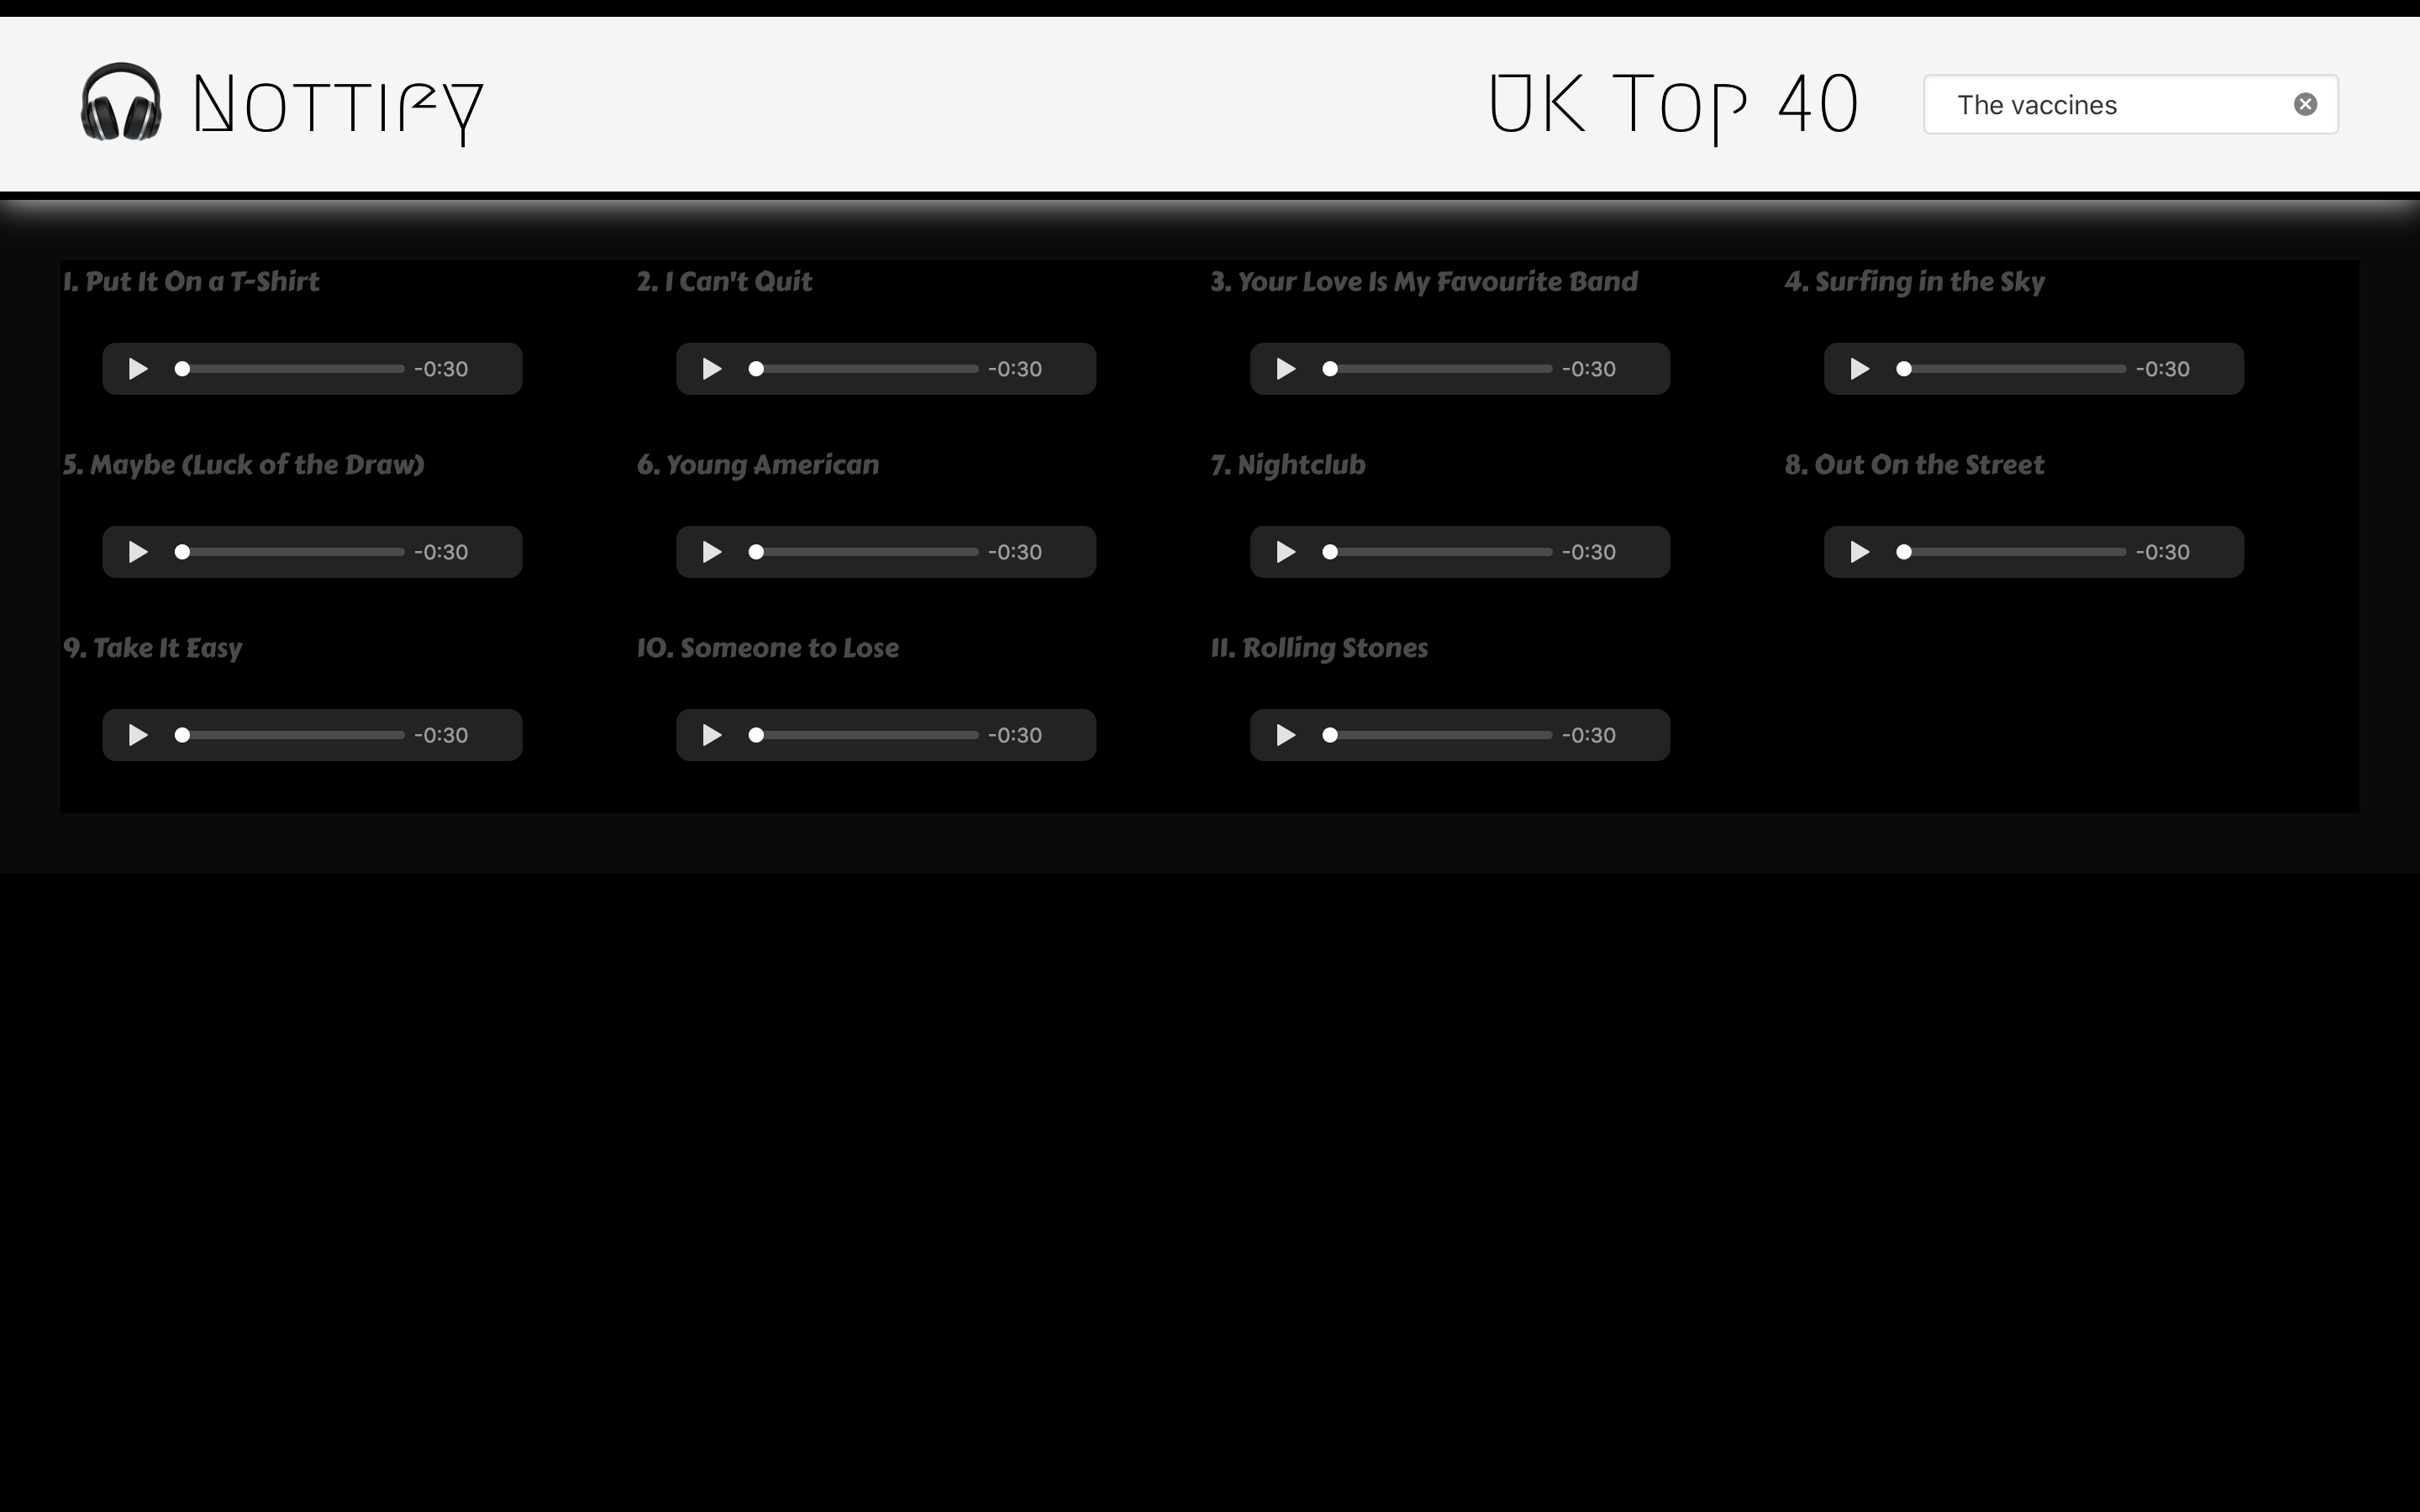 Nottify
UK Top 40
The vaccines
1. Put It On a T-Shirt
-0:30
2. I Can't Quit
-0:30
3. Your Love Is My Favourite Band
-0:30
4. Surfing in the Sky
-0:30
5. Maybe (Luck of the Draw)
-0:30
6. Young American
-0:30
7. Nightclub
-0:30
8. Out On the Street
-0:30
9. Take It Easy
-0:30
10. Someone to Lose
-0:30
11. Rolling Stones
-0:30